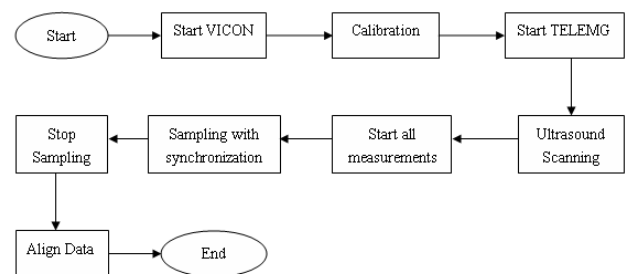 Start
Start VICON
Calibration
Start TELEMG
Ultrasound
Scanning
Start all
measurements
Sampling with
synchronization
Stop
Sampling
Align Data
End